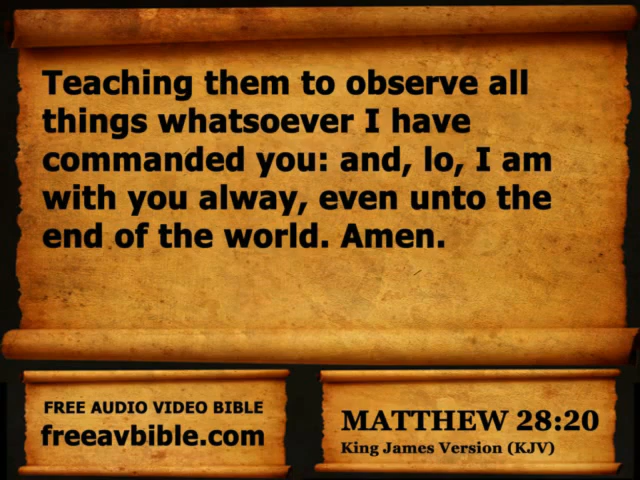 Teaching them to observe all
things whatsoever I have
commanded you: and, lo, I am
with you alway, even unto the
end of the world. Amen.
FREE AUDIO VIDEO BIBLE
freeavbible.com
MATTHEW 28:20
King James Version (KJV)